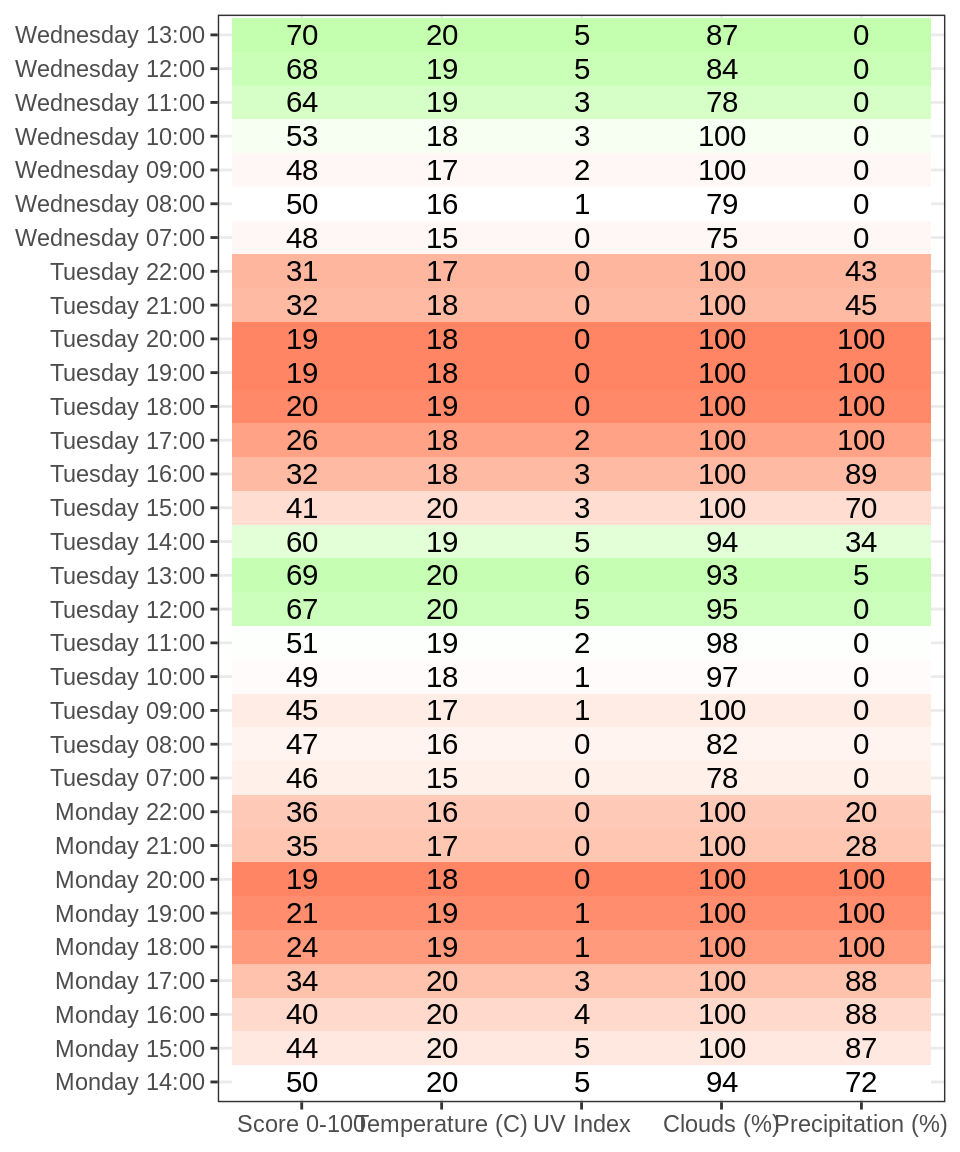 Wednesday 13:00 70 20 5 87 0
Wednesday 12:00 68 19 5 84 0
Wednesday 11:00 64 19 3 78 0
Wednesday 10:00 53 18 3 100 0
Wednesday 09:00 48 17 2 100 0
Wednesday 08:00 50 16 1 79 0
Wednesday 07:00 48 15 0 75 0
Tuesday 22:00 31 17 0 100 43
Tuesday 21:00 32 18 0 100 45
Tuesday 20:00 19 18 0 100 100
Tuesday 19:00 19 18 0 100 100
Tuesday 18:00 20 19 0 100 100
Tuesday 17:00 26 18 2 100 100
Tuesday 16:00 32 18 3 100 89
Tuesday 15:00 41 20 3 100 70
Tuesday 14:00 60 19 5 94 34
Tuesday 13:00 69 20 6 93 5
Tuesday 12:00 67 20 5 95 0
Tuesday 11:00 51 19 2 98 0
Tuesday 10:00 49 18 1 97 0
Tuesday 09:00 45 17 1 100 0
Tuesday 08:00 47 16 0 82 0
Tuesday 07:00 46 15 0 78 0
Monday 22:00 36 16 0 100 20
Monday 21:00 35 17 0 100 28
Monday 20:00 19 18 0 100 100
Monday 19:00 21 19 1 100 100
Monday 18:00 24 19 1 100 100
Monday 17:00 34 20 3 100 88
Monday 16:00 40 20 4 100 88
Monday 15:00 44 20 5 100 87
Monday 14:00 50 20 5 94 72
Score 0-100 Temperature (C) UV Index Clouds (%) Precipitation (%)